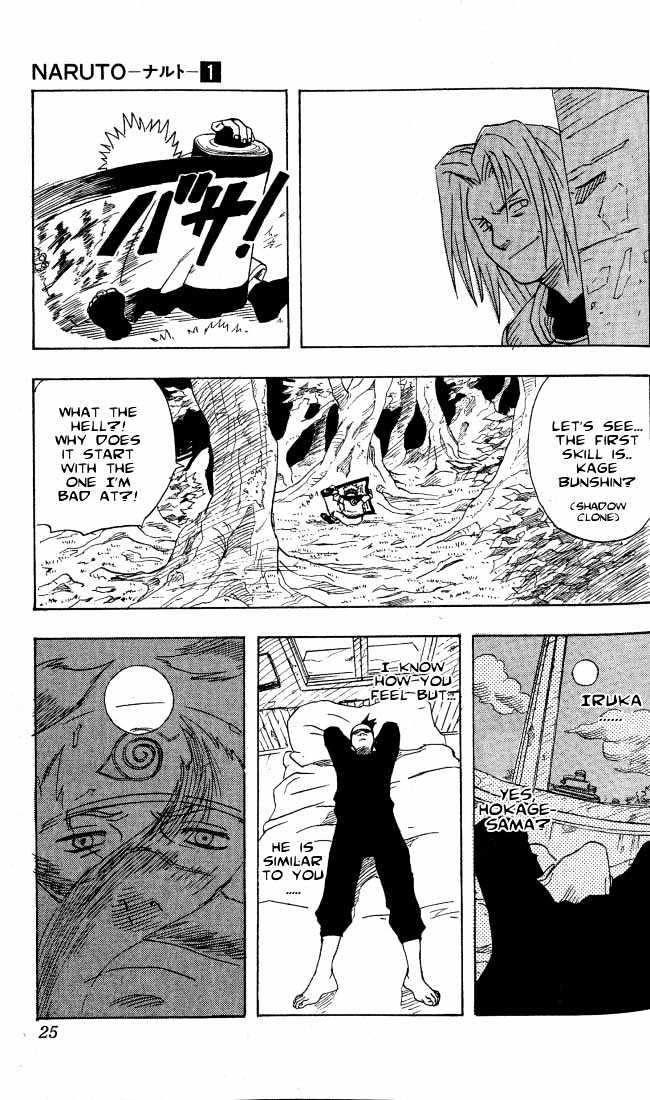 NARUTO—ナルト—1
バサ!
LET'S SEE...
THE FIRST
SKILL IS..
KAGE
BUNSHIN?
(SHADOW
CLONE)
WHAT THE
HELL?!
WHY DOES
IT START
WITH THE
ONE I'M
BAD AT?!
IRUKA
......
YES,
HOKAGE-
SAMA?
I KNOW
HOW YOU
FEEL BUT...
HE IS
SIMILAR
TO YOU
.....
25